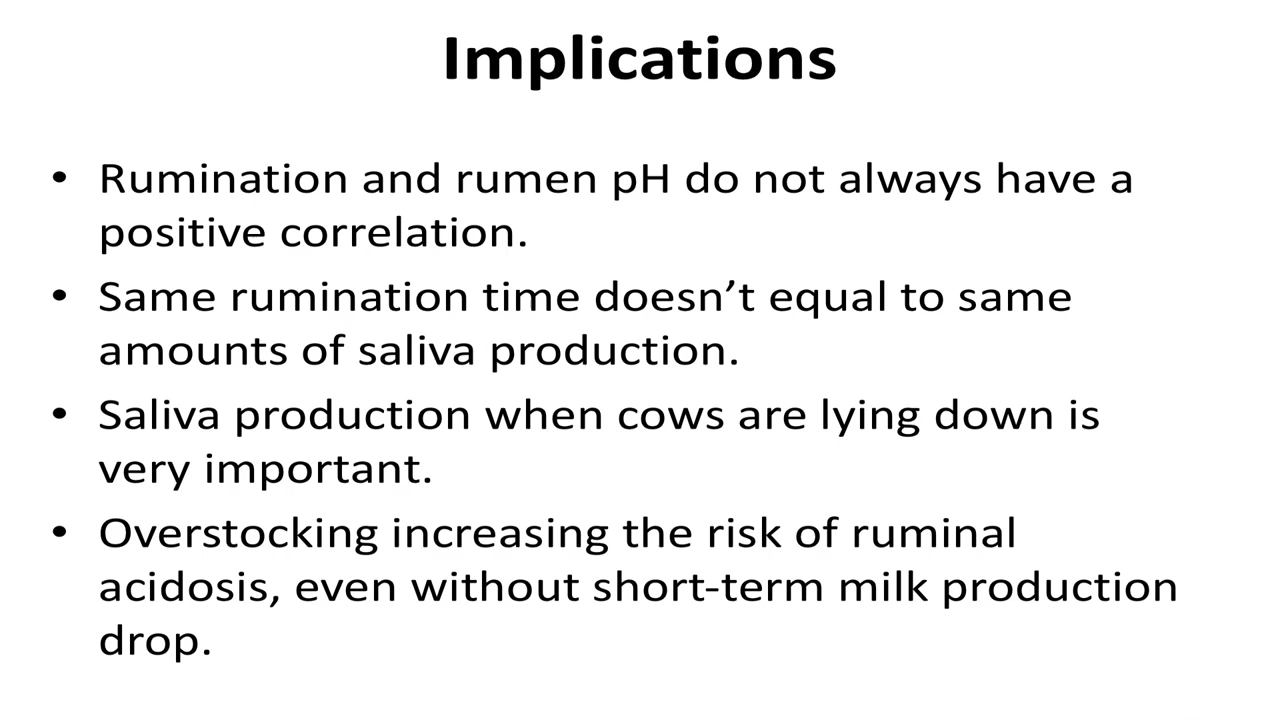 Implications
• Rumination and rumen pH do not always have a
positive correlation.
• Same rumination time doesn’t equal to same
amounts of saliva production.
• Saliva production when cows are lying down is
very important.
• Overstocking increasing the risk of ruminal
acidosis, even without short-term milk production
drop.